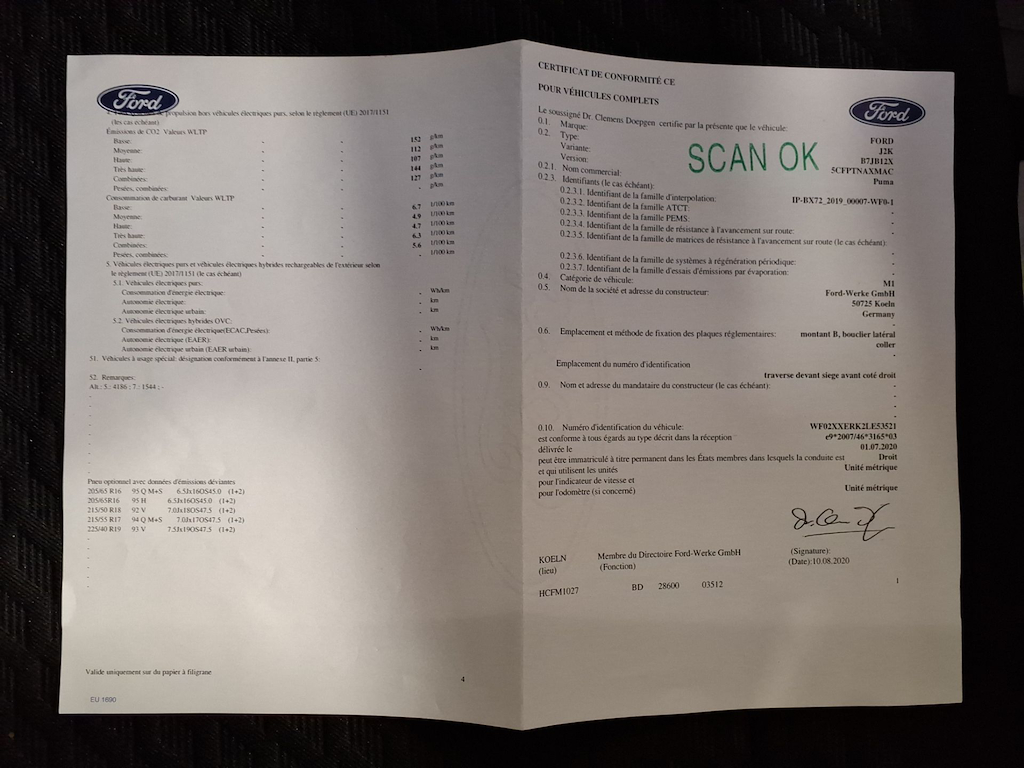 Ford
propulsion hors véhicules électriques purs, selon le règlement (UE) 2017/1151
(les cas échéant)
Émissions de CO2 Valeurs WLTP
Basse: - - 152 g/km
Moyenne: - - 112 g/km
Haute: - - 107 g/km
Très haute: - - 144 g/km
Combinées: - - 127 g/km
Pesées, combinées: g/km
Consommation de carburant Valeurs WLTP
Basse: - - 6.7 1/100 km
Moyenne: - - 4.9 1/100 km
Haute: - - 4.7 1/100 km
Très haute: - - 6.3 1/100 km
Combinées: - - 5.6 1/100 km
Pesées, combinées: - - - 1/100 km
5. Véhicules électriques purs et véhicules électriques hybrides rechargeables de l'extérieur selon
le règlement (UE) 2017/1151 (le cas échéant)
5.1. Véhicules électriques purs:
Consommation d'énergie électrique: - Wh/km
Autonomie électrique: - km
Autonomie électrique urbain: - km
5.2. Véhicules électriques hybrides OVC:
Consommation d'énergie électrique(ECAC,Pesées): - Wh/km
Autonomie électrique (EAER): - km
Autonomie électrique urbain (EAER urbain): - km
51. Véhicules à usage spécial: désignation conformément à l'annexe II, partie 5:
-
52. Remarques:
Alt : 5.: 4186 : 7.: 1544 ; -
Pneu optionnel avec données d'émissions déviantes
205/65 R16 95 Q M+S 6.5Jx16OS45.0 (1+2)
205/65R16 95 H 6.5Jx16OS45.0 (1+2)
215/50 R18 92 V 7.0Jx18OS47.5 (1+2)
215/55 R17 94 Q M+S 7.0Jx17OS47.5 (1+2)
225/40 R19 93 V 7.5Jx19OS47.5 (1+2)
Valide uniquement sur du papier à filigrane
4
EU 1890
CERTIFICAT DE CONFORMITÉ CE
POUR VÉHICULES COMPLETS
Ford
Le soussigné Dr. Clemens Doepgen certifie par la présente que le véhicule:
0.1. Marque: FORD
0.2. Type: J2K
Variante: B7JB12X
Version: 5CFPTNAXMAC
SCAN OK
0.2.1. Nom commercial: Puma
0.2.3. Identifiants (le cas échéant):
0.2.3.1. Identifiant de la famille d'interpolation: IP-BX72_2019_00007-WF0-1
0.2.3.2. Identifiant de la famille ATCT: -
0.2.3.3. Identifiant de la famille PEMS: -
0.2.3.4. Identifiant de la famille de résistance à l'avancement sur route: -
0.2.3.5. Identifiant de la famille de matrices de résistance à l'avancement sur route (le cas échéant):
-
0.2.3.6. Identifiant de la famille de systèmes à régénération périodique: -
0.2.3.7. Identifiant de la famille d'essais d'émissions par évaporation: -
0.4. Catégorie de véhicule: M1
0.5. Nom de la société et adresse du constructeur: Ford-Werke GmbH
50725 Koeln
Germany
-
0.6. Emplacement et méthode de fixation des plaques réglementaires: montant B, bouclier latéral
coller
-
Emplacement du numéro d'identification
traverse devant siege avant coté droit
0.9. Nom et adresse du mandataire du constructeur (le cas échéant): -
-
-
0.10. Numéro d'identification du véhicule: WF02XXERK2LE53521
est conforme à tous égards au type décrit dans la réception e9*2007/46*3165*03
délivrée le 01.07.2020
peut être immatriculé à titre permanent dans les États membres dans lesquels la conduite est Droit
et qui utilisent les unités Unité métrique
pour l'indicateur de vitesse et
pour l'odomètre (si concerné) Unité métrique
KOELN Membre du Directoire Ford-Werke GmbH (Signature):
(lieu) (Fonction) (Date):10.08.2020
HCFM1027 BD 28600 03512 1